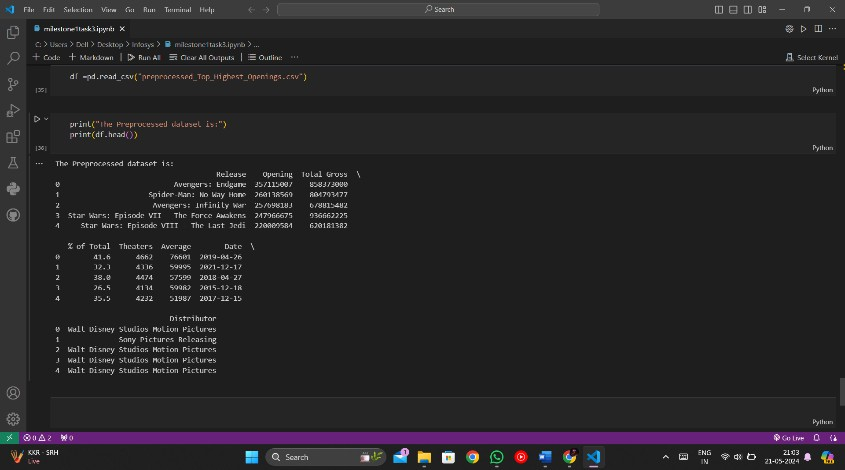 File Edit Selection View Go Run Terminal Help
Search
milestone1task3.ipynb
C: > Users > Dell > Desktop > Infosys > milestone1task3.ipynb > ...
+ Code + Markdown Run All Clear All Outputs Outline ...
Select Kernel
df =pd.read_csv("preprocessed_Top_Highest_Openings.csv")
[35]
Python
print("The Preprocessed dataset is:")
print(df.head())
[36]
Python
... The Preprocessed dataset is:
Release Opening Total Gross \
0 Avengers: Endgame 357115007 858373000
1 Spider-Man: No Way Home 260138569 804793477
2 Avengers: Infinity War 257698183 678815482
3 Star Wars: Episode VII The Force Awakens 247966675 936662225
4 Star Wars: Episode VIII The Last Jedi 220009584 620181382
% of Total Theaters Average Date \
0 41.6 4662 76601 2019-04-26
1 32.3 4336 59995 2021-12-17
2 38.0 4474 57599 2018-04-27
3 26.5 4134 59982 2015-12-18
4 35.5 4232 51987 2017-12-15
Distributor
0 Walt Disney Studios Motion Pictures
1 Sony Pictures Releasing
2 Walt Disney Studios Motion Pictures
3 Walt Disney Studios Motion Pictures
4 Walt Disney Studios Motion Pictures
Python
0 2 0
Go Live
KKR - SRH
Live
Search
ENG
IN
21:03
21-05-2024